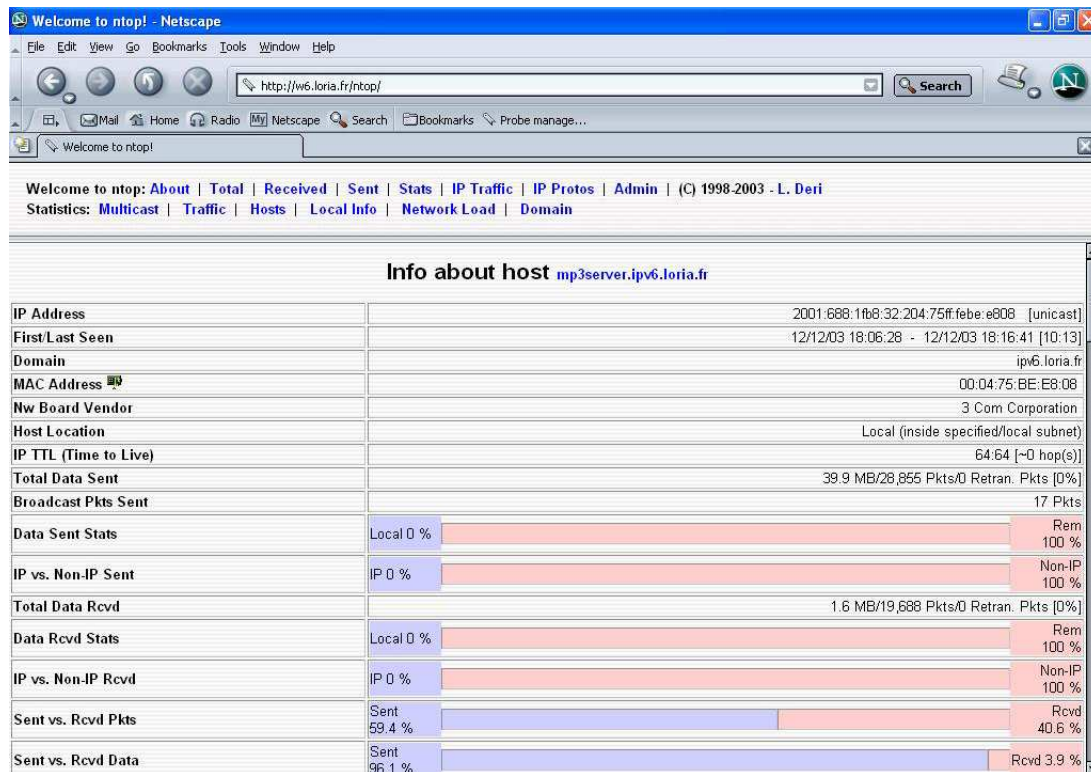 Welcome to ntop! - Netscape
File Edit View Go Bookmarks Tools Window Help
http://w6.loria.fr/ntop/ Search N
Mail Home Radio My Netscape Search Bookmarks Probe manage...
Welcome to ntop!
Welcome to ntop: About | Total | Received | Sent | Stats | IP Traffic | IP Protos | Admin | (C) 1998-2003 - L. Deri
Statistics: Multicast | Traffic | Hosts | Local Info | Network Load | Domain
Info about host mp3server.ipv6.loria.fr
IP Address 2001:688:1fb8:32:204:75ff:febe:e808 [unicast]
First/Last Seen 12/12/03 18:06:28 - 12/12/03 18:16:41 [10:13]
Domain ipv6.loria.fr
MAC Address 00:04:75:BE:E8:08
Nw Board Vendor 3 Com Corporation
Host Location Local (inside specified/local subnet)
IP TTL (Time to Live) 64:64 [~0 hop(s)]
Total Data Sent 39.9 MB/28,855 Pkts/0 Retran. Pkts [0%]
Broadcast Pkts Sent 17 Pkts
Data Sent Stats Local 0 % Rem 100 %
IP vs. Non-IP Sent IP 0 % Non-IP 100 %
Total Data Rcvd 1.6 MB/19,688 Pkts/0 Retran. Pkts [0%]
Data Rcvd Stats Local 0 % Rem 100 %
IP vs. Non-IP Rcvd IP 0 % Non-IP 100 %
Sent vs. Rcvd Pkts Sent 59.4 % Rcvd 40.6 %
Sent vs. Rcvd Data Sent 96.1 % Rcvd 3.9 %